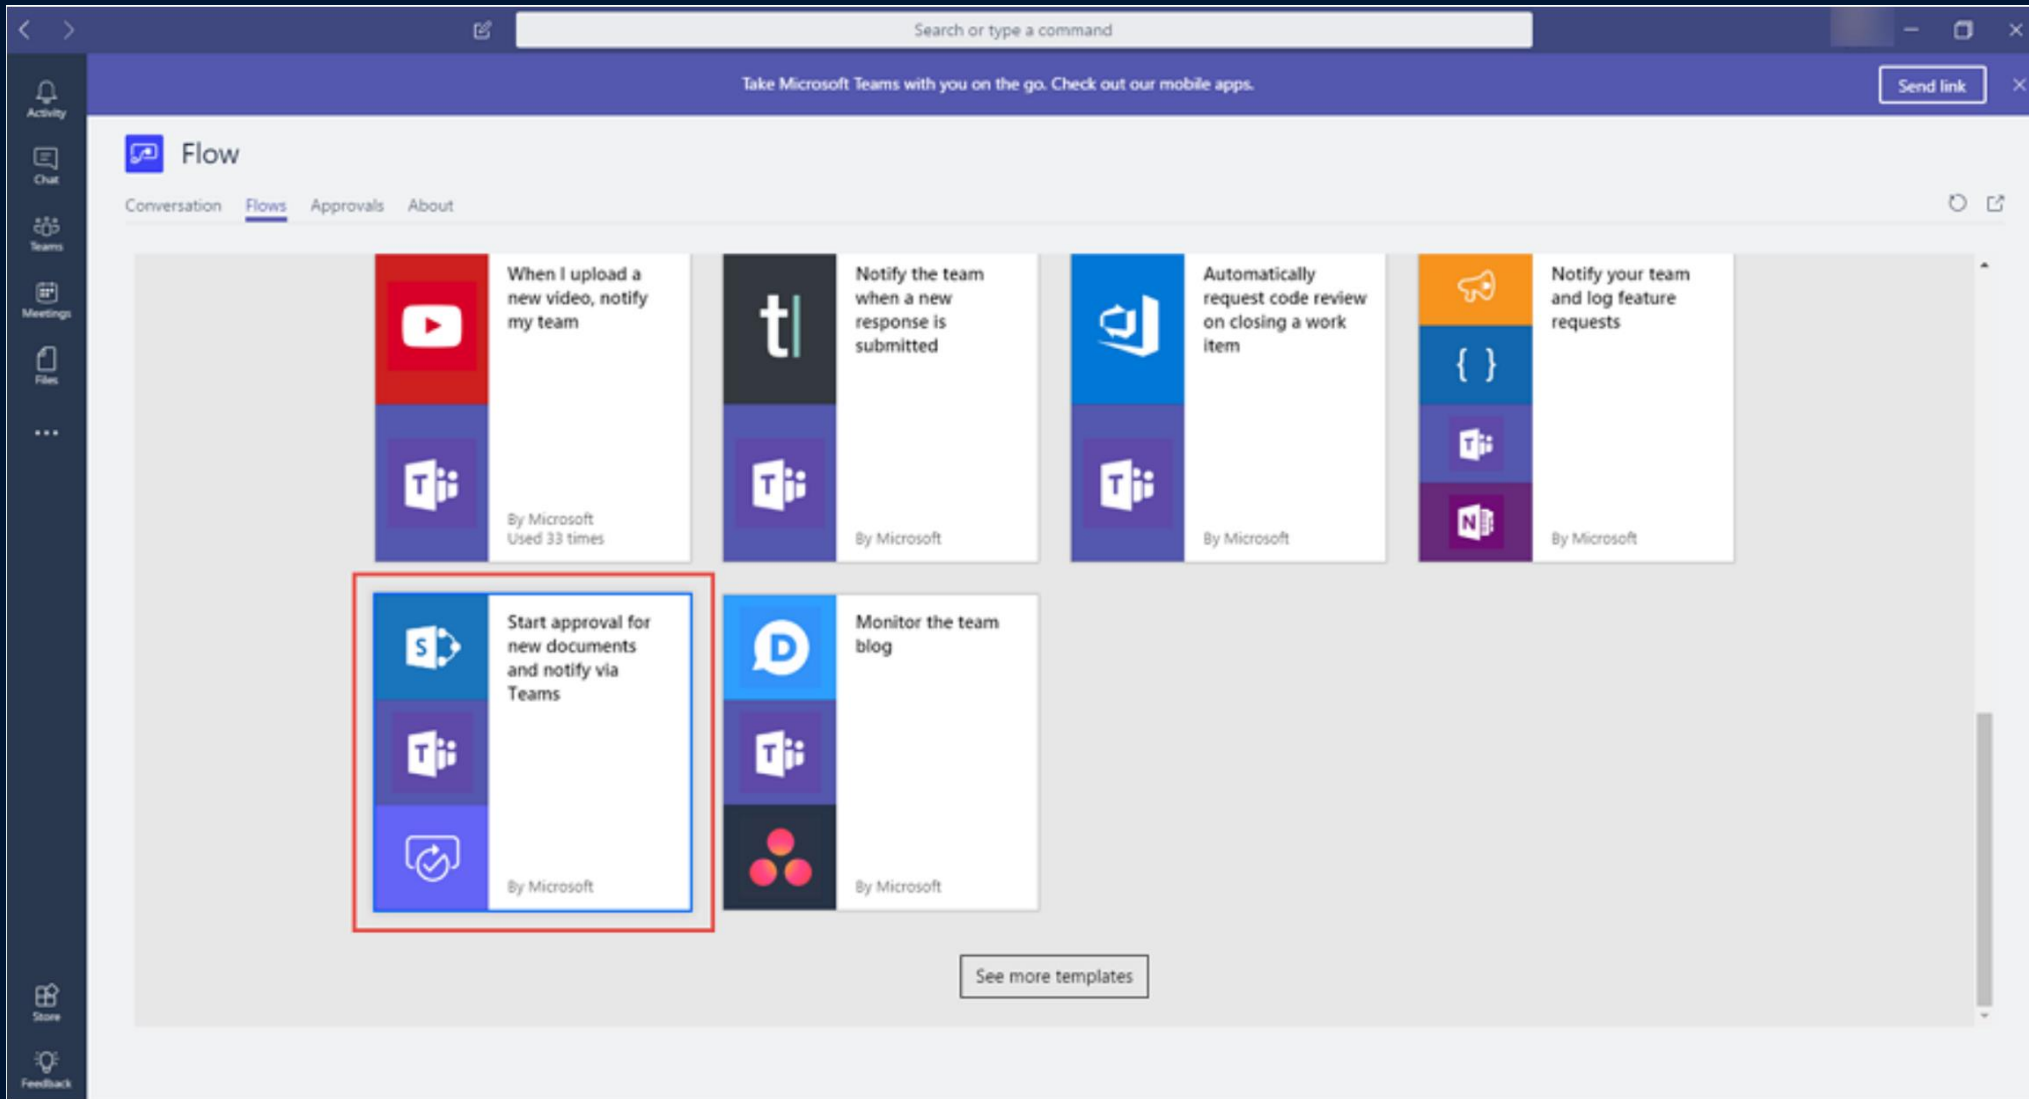 Search or type a command
Take Microsoft Teams with you on the go. Check out our mobile apps.
Send link
Activity
Chat
Teams
Meetings
Files
Store
Feedback
Flow
Conversation Flows Approvals About
When I upload a
new video, notify
my team
By Microsoft
Used 33 times
Notify the team
when a new
response is
submitted
By Microsoft
Automatically
request code review
on closing a work
item
By Microsoft
Notify your team
and log feature
requests
By Microsoft
Start approval for
new documents
and notify via
Teams
By Microsoft
Monitor the team
blog
By Microsoft
See more templates